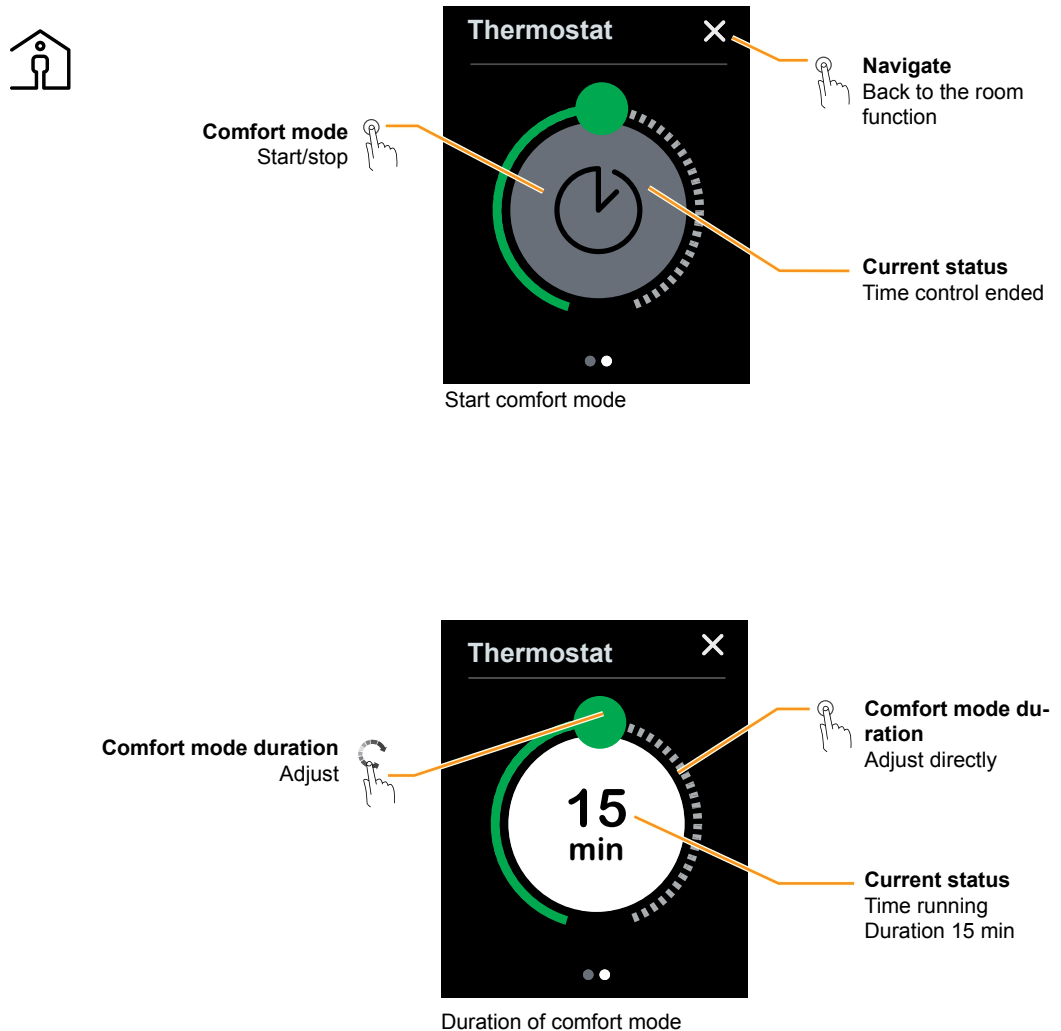 Thermostat
Navigate
Back to the room
function
Comfort mode
Start/stop
Current status
Time control ended
Start comfort mode
Thermostat
Comfort mode du-
ration
Adjust directly
Comfort mode duration
Adjust
15
min
Current status
Time running
Duration 15 min
Duration of comfort mode